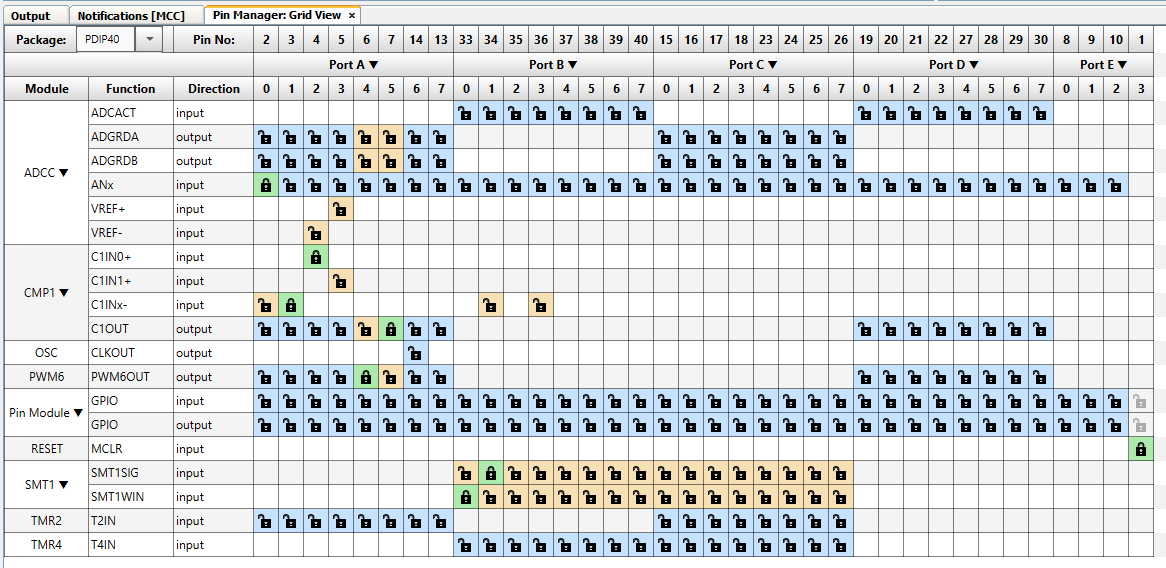 Output Notifications [MCC] Pin Manager: Grid View ×
Package: PDIP40 Pin No: 2 3 4 5 6 7 14 13 33 34 35 36 37 38 39 40 15 16 17 18 23 24 25 26 19 20 21 22 27 28 29 30 8 9 10 1
Port A ▼ Port B ▼ Port C ▼ Port D ▼ Port E ▼
Module Function Direction 0 1 2 3 4 5 6 7 0 1 2 3 4 5 6 7 0 1 2 3 4 5 6 7 0 1 2 3 4 5 6 7 0 1 2 3
ADCC ▼ ADCACT input
ADGRDA output
ADGRDB output
ANx input
VREF+ input
VREF- input
CMP1 ▼ C1IN0+ input
C1IN1+ input
C1INx- input
C1OUT output
OSC CLKOUT output
PWM6 PWM6OUT output
Pin Module ▼ GPIO input
GPIO output
RESET MCLR input
SMT1 ▼ SMT1SIG input
SMT1WIN input
TMR2 T2IN input
TMR4 T4IN input